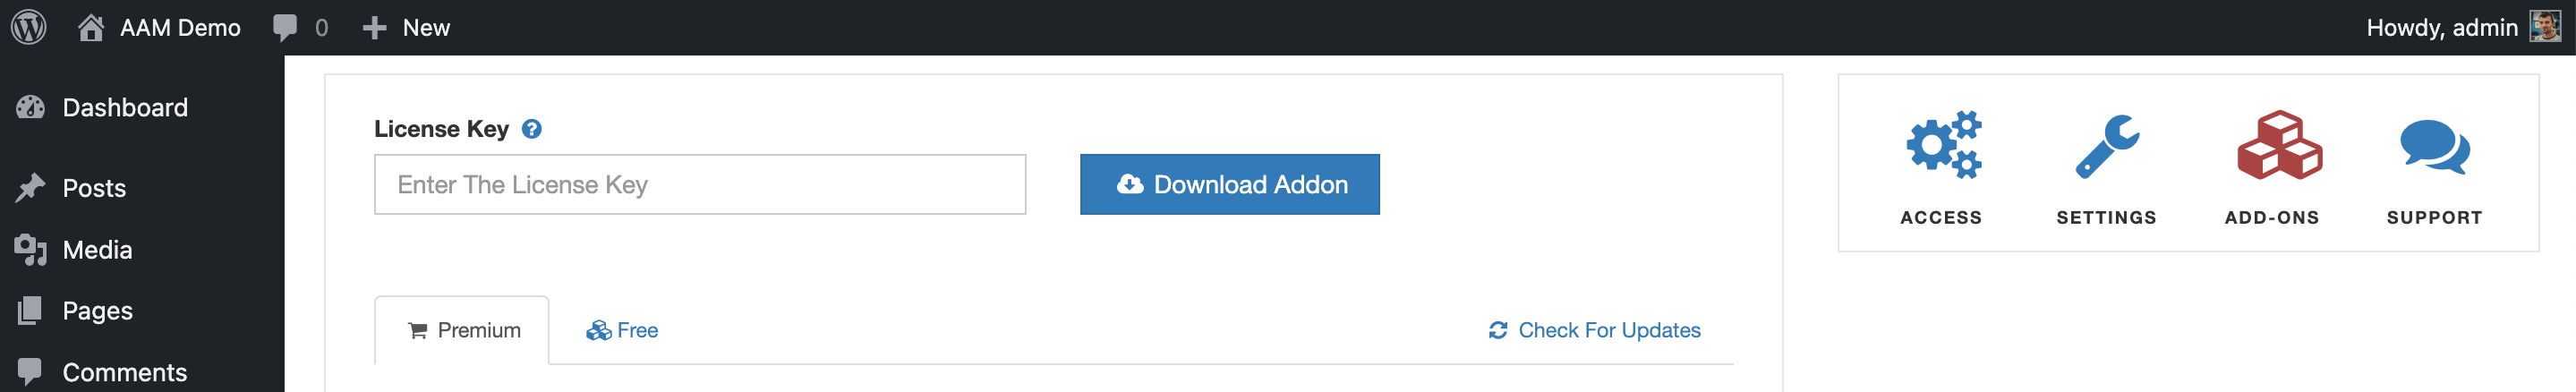 AAM Demo 0 New Howdy, admin
Dashboard
Posts
Media
Pages
Comments
License Key
Enter The License Key Download Addon
Premium Free Check For Updates
ACCESS SETTINGS ADD-ONS SUPPORT